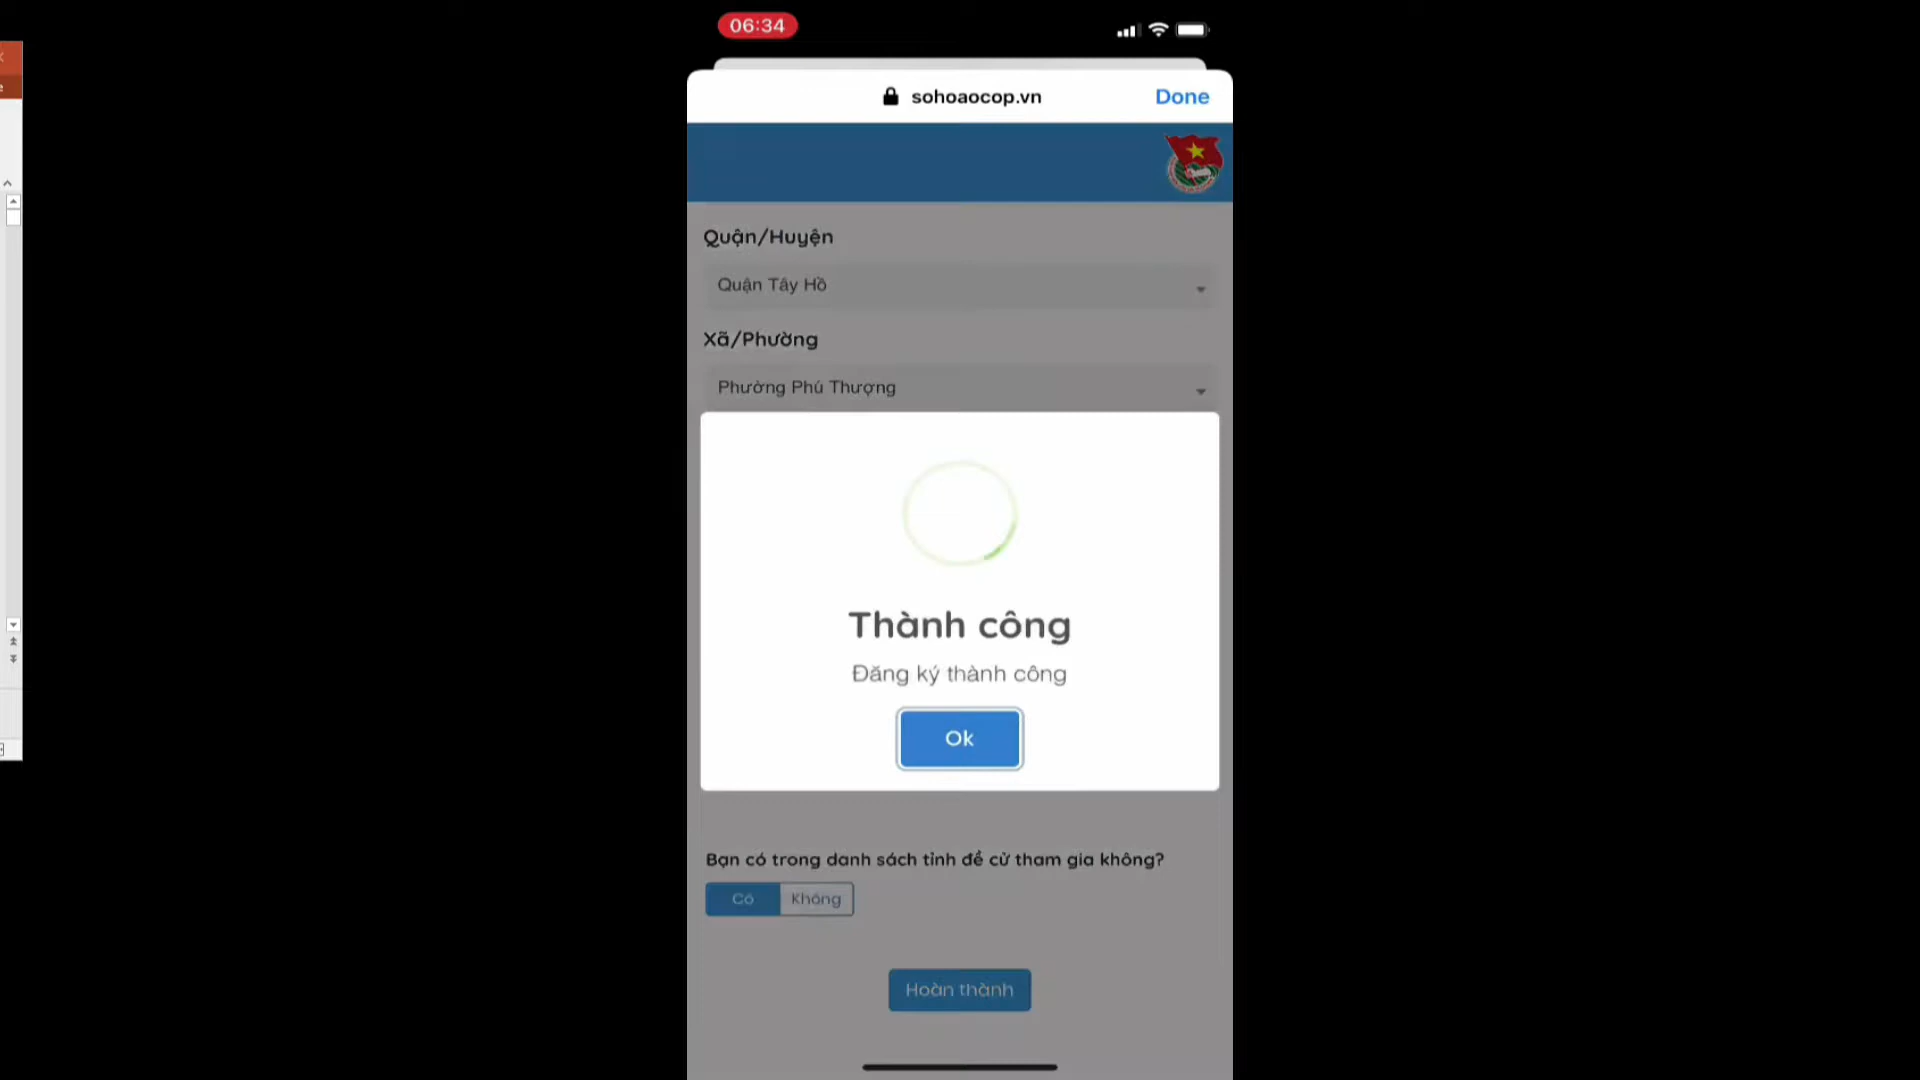 06:34
sohoaocop.vn
Done
Quận/Huyện
Quận Tây Hồ
Xã/Phường
Phường Phú Thượng
Thành công
Đăng ký thành công
Ok
Bạn có trong danh sách tỉnh đề cử tham gia không?
Có Không
Hoàn thành